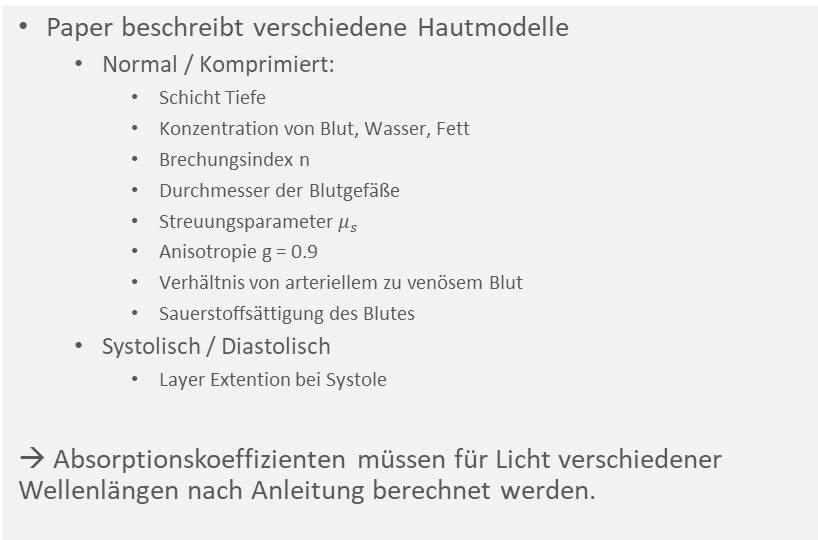 • Paper beschreibt verschiedene Hautmodelle
• Normal / Komprimiert:
• Schicht Tiefe
• Konzentration von Blut, Wasser, Fett
• Brechungsindex n
• Durchmesser der Blutgefäße
• Streuungsparameter μₛ
• Anisotropie g = 0.9
• Verhältnis von arteriellem zu venösem Blut
• Sauerstoffsättigung des Blutes
• Systolisch / Diastolisch
• Layer Extention bei Systole
→ Absorptionskoeffizienten müssen für Licht verschiedener
Wellenlängen nach Anleitung berechnet werden.